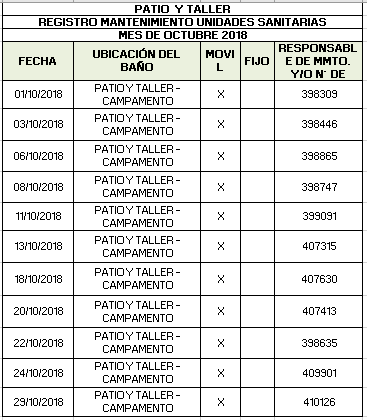 PATIO Y TALLER
REGISTRO MANTENIMIENTO UNIDADES SANITARIAS
MES DE OCTUBRE 2018
FECHA UBICACIÓN DEL BAÑO MOVIL FIJO RESPONSABLE DE MMTO. Y/O N° DE
01/10/2018 PATIO Y TALLER - CAMPAMENTO X 398309
03/10/2018 PATIO Y TALLER - CAMPAMENTO X 398446
06/10/2018 PATIO Y TALLER - CAMPAMENTO X 398865
08/10/2018 PATIO Y TALLER - CAMPAMENTO X 398747
11/10/2018 PATIO Y TALLER - CAMPAMENTO X 399091
13/10/2018 PATIO Y TALLER - CAMPAMENTO X 407315
18/10/2018 PATIO Y TALLER - CAMPAMENTO X 407630
20/10/2018 PATIO Y TALLER - CAMPAMENTO X 407413
22/10/2018 PATIO Y TALLER - CAMPAMENTO X 398635
24/10/2018 PATIO Y TALLER - CAMPAMENTO X 409901
29/10/2018 PATIO Y TALLER - CAMPAMENTO X 410126